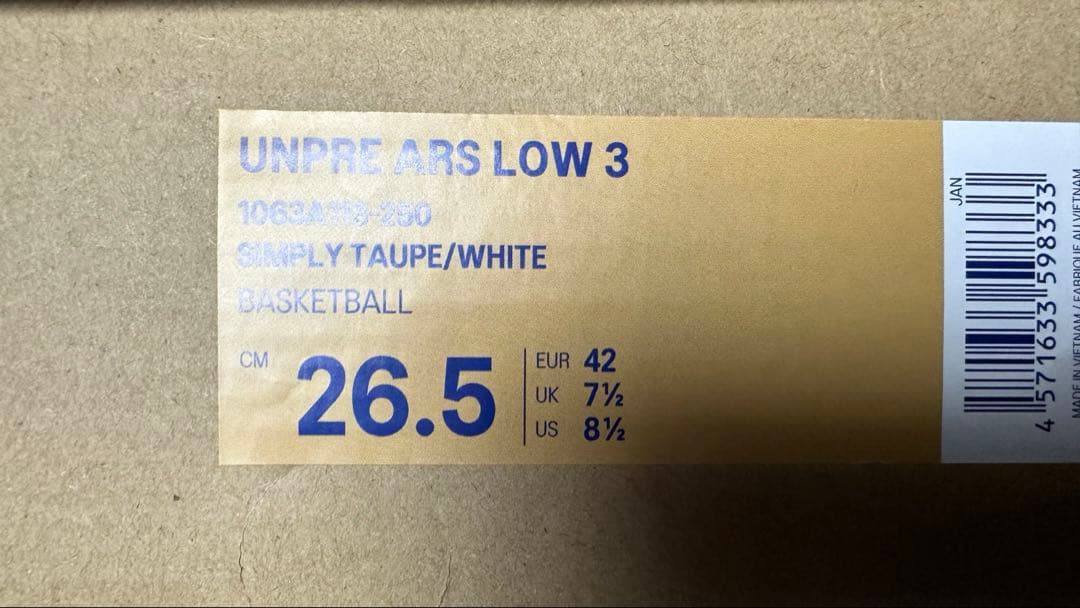 UNPRE ARS LOW 3
SIMPLY TAUPE/WHITE
BASKETBALL
CM 26.5
EUR 42
UK 7½
US 8½
JAN
4 571633 598333
MADE IN VIETNAM / FABRIQUÉ AU VIETNAM